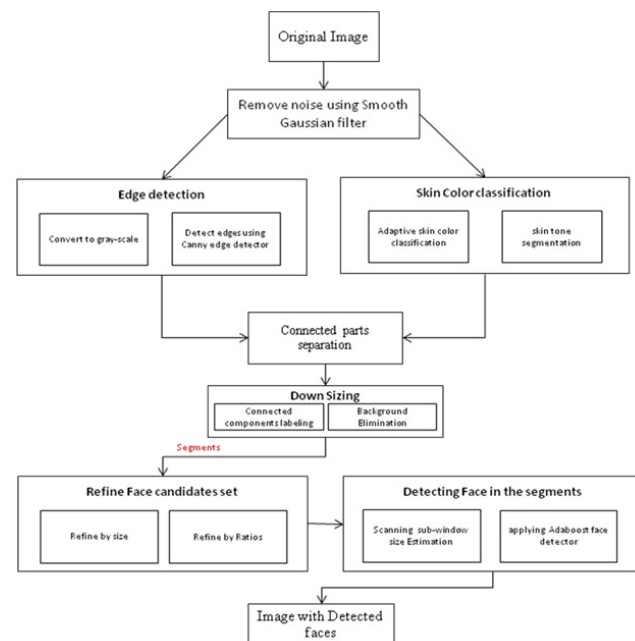 Original Image
Remove noise using Smooth
Gaussian filter
Edge detection
Convert to gray-scale
Detect edges using
Canny edge detector
Skin Color classification
Adaptive skin color
classification
skin tone
segmentation
Connected parts
separation
Down Sizing
Connected
components labeling
Background
Elimination
Segments
Refine Face candidates set
Refine by size
Refine by Ratios
Detecting Face in the segments
Scanning sub-window
size Estimation
applying Adaboost face
detector
Image with Detected
faces